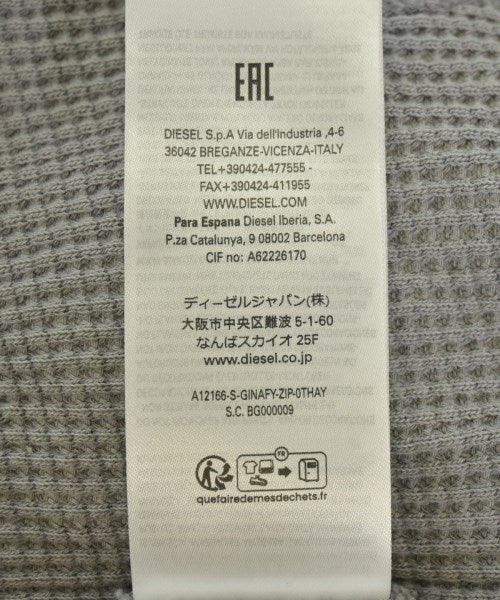 EAC
DIESEL S.p.A Via dell'Industria ,4-6
36042 BREGANZE-VICENZA-ITALY
TEL+390424-477555 -
FAX+390424-411955
WWW.DIESEL.COM
Para Espana Diesel Iberia, S.A.
P.za Catalunya, 9 08002 Barcelona
CIF no: A62226170
ディーゼルジャパン(株)
大阪市中央区難波5-1-60
なんばスカイオ 25F
www.diesel.co.jp
A12166-S-GINAFY-ZIP-0THAY
S.C. BG000009
FR
quefairedemesdechets.fr